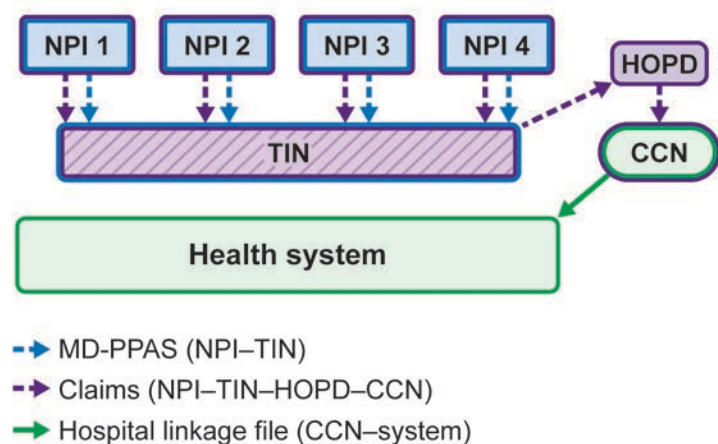 NPI 1
NPI 2
NPI 3
NPI 4
HOPD
TIN
CCN
Health system
MD-PPAS (NPI–TIN)
Claims (NPI–TIN–HOPD–CCN)
Hospital linkage file (CCN–system)